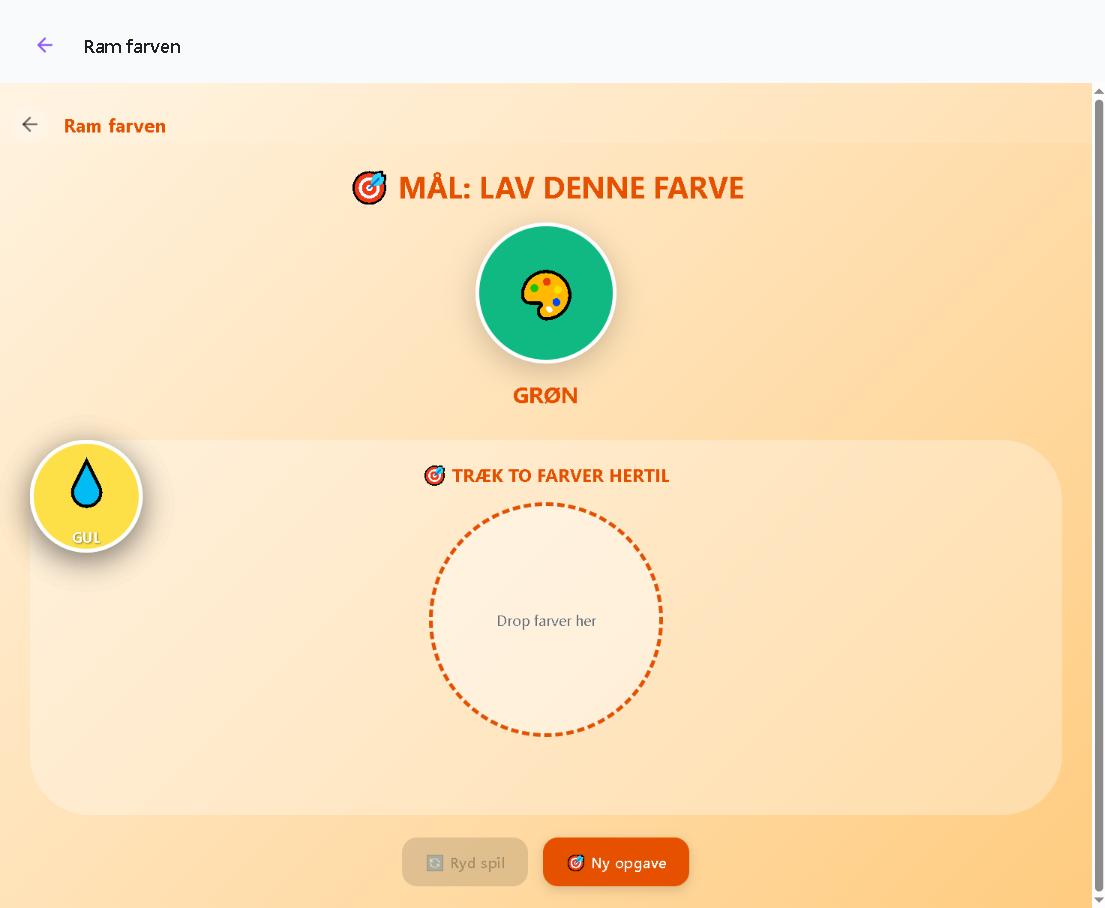 Ram farven
Ram farven
MÅL: LAV DENNE FARVE
GRØN
GUL
TRÆK TO FARVER HERTIL
Drop farver her
Ryd spil
Ny opgave